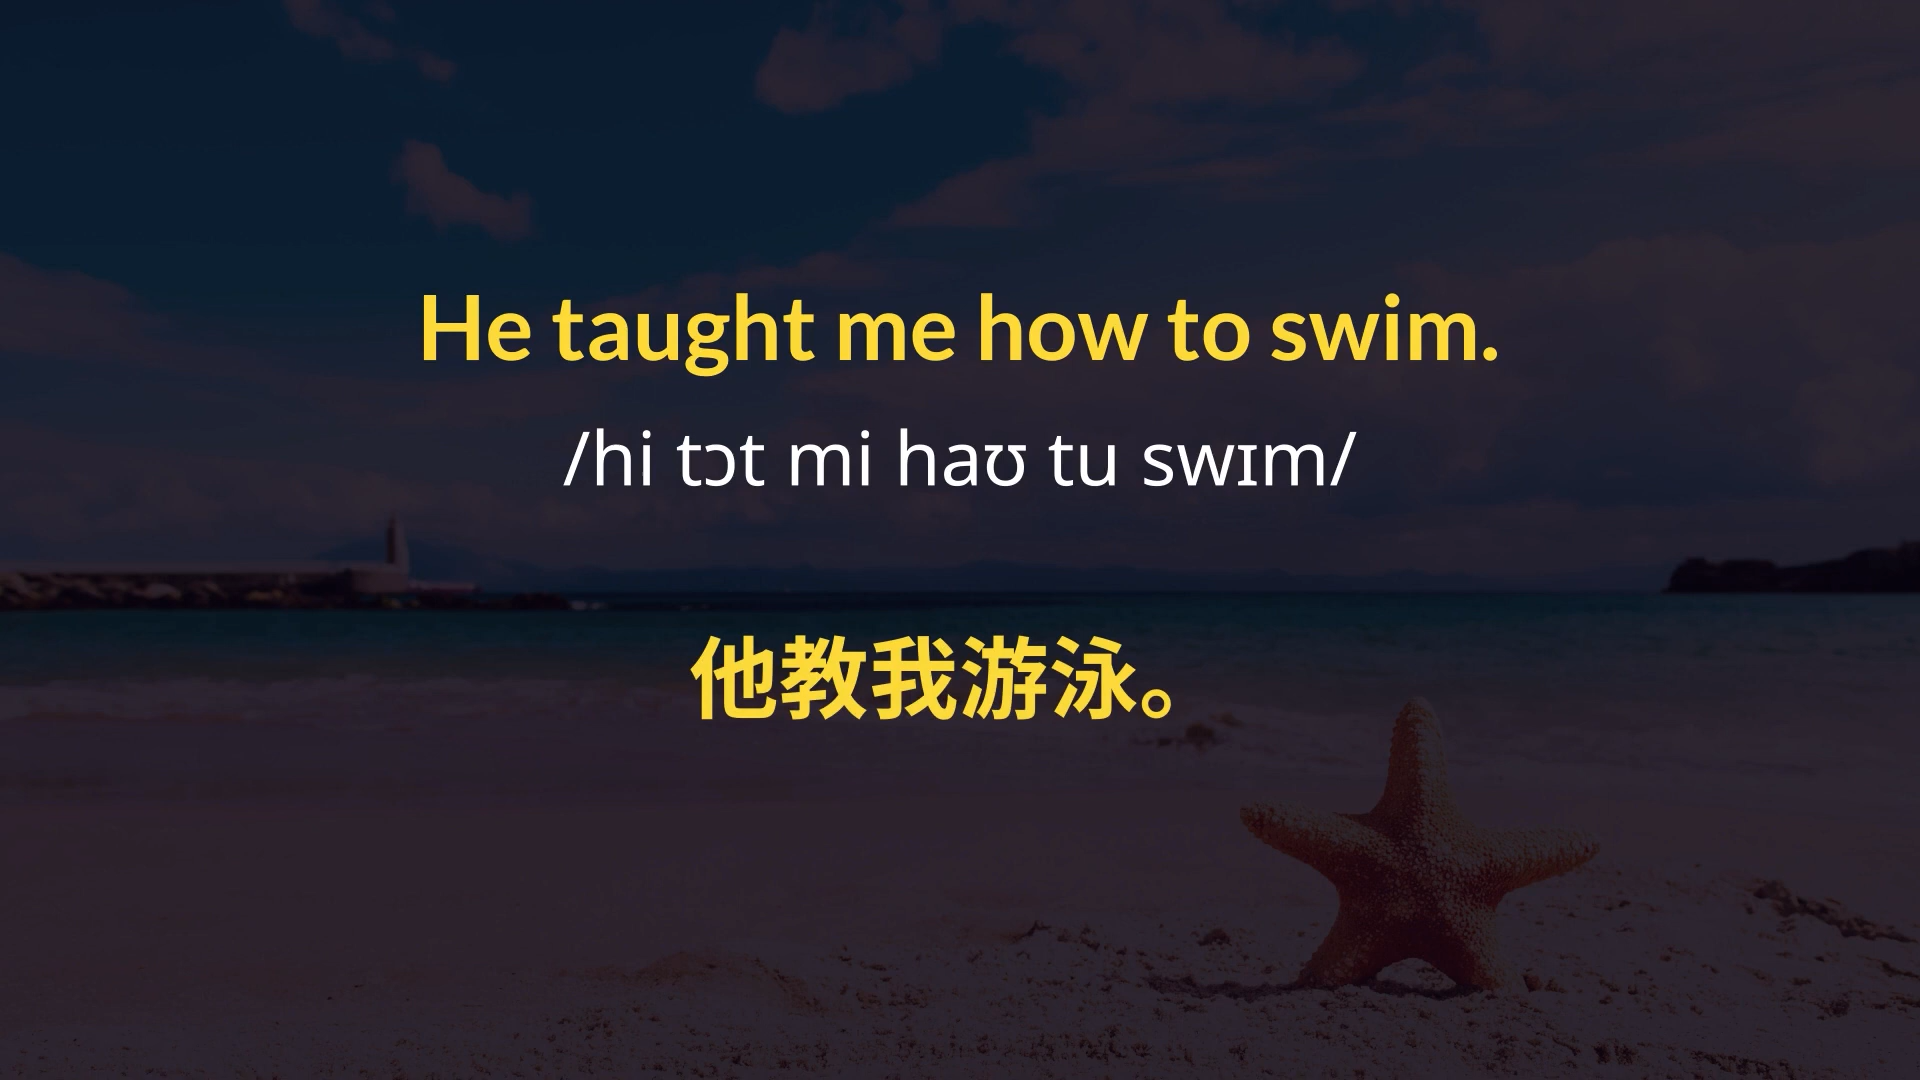 He taught me how to swim.
/hi tɔt mi haʊ tu swɪm/
他教我游泳。